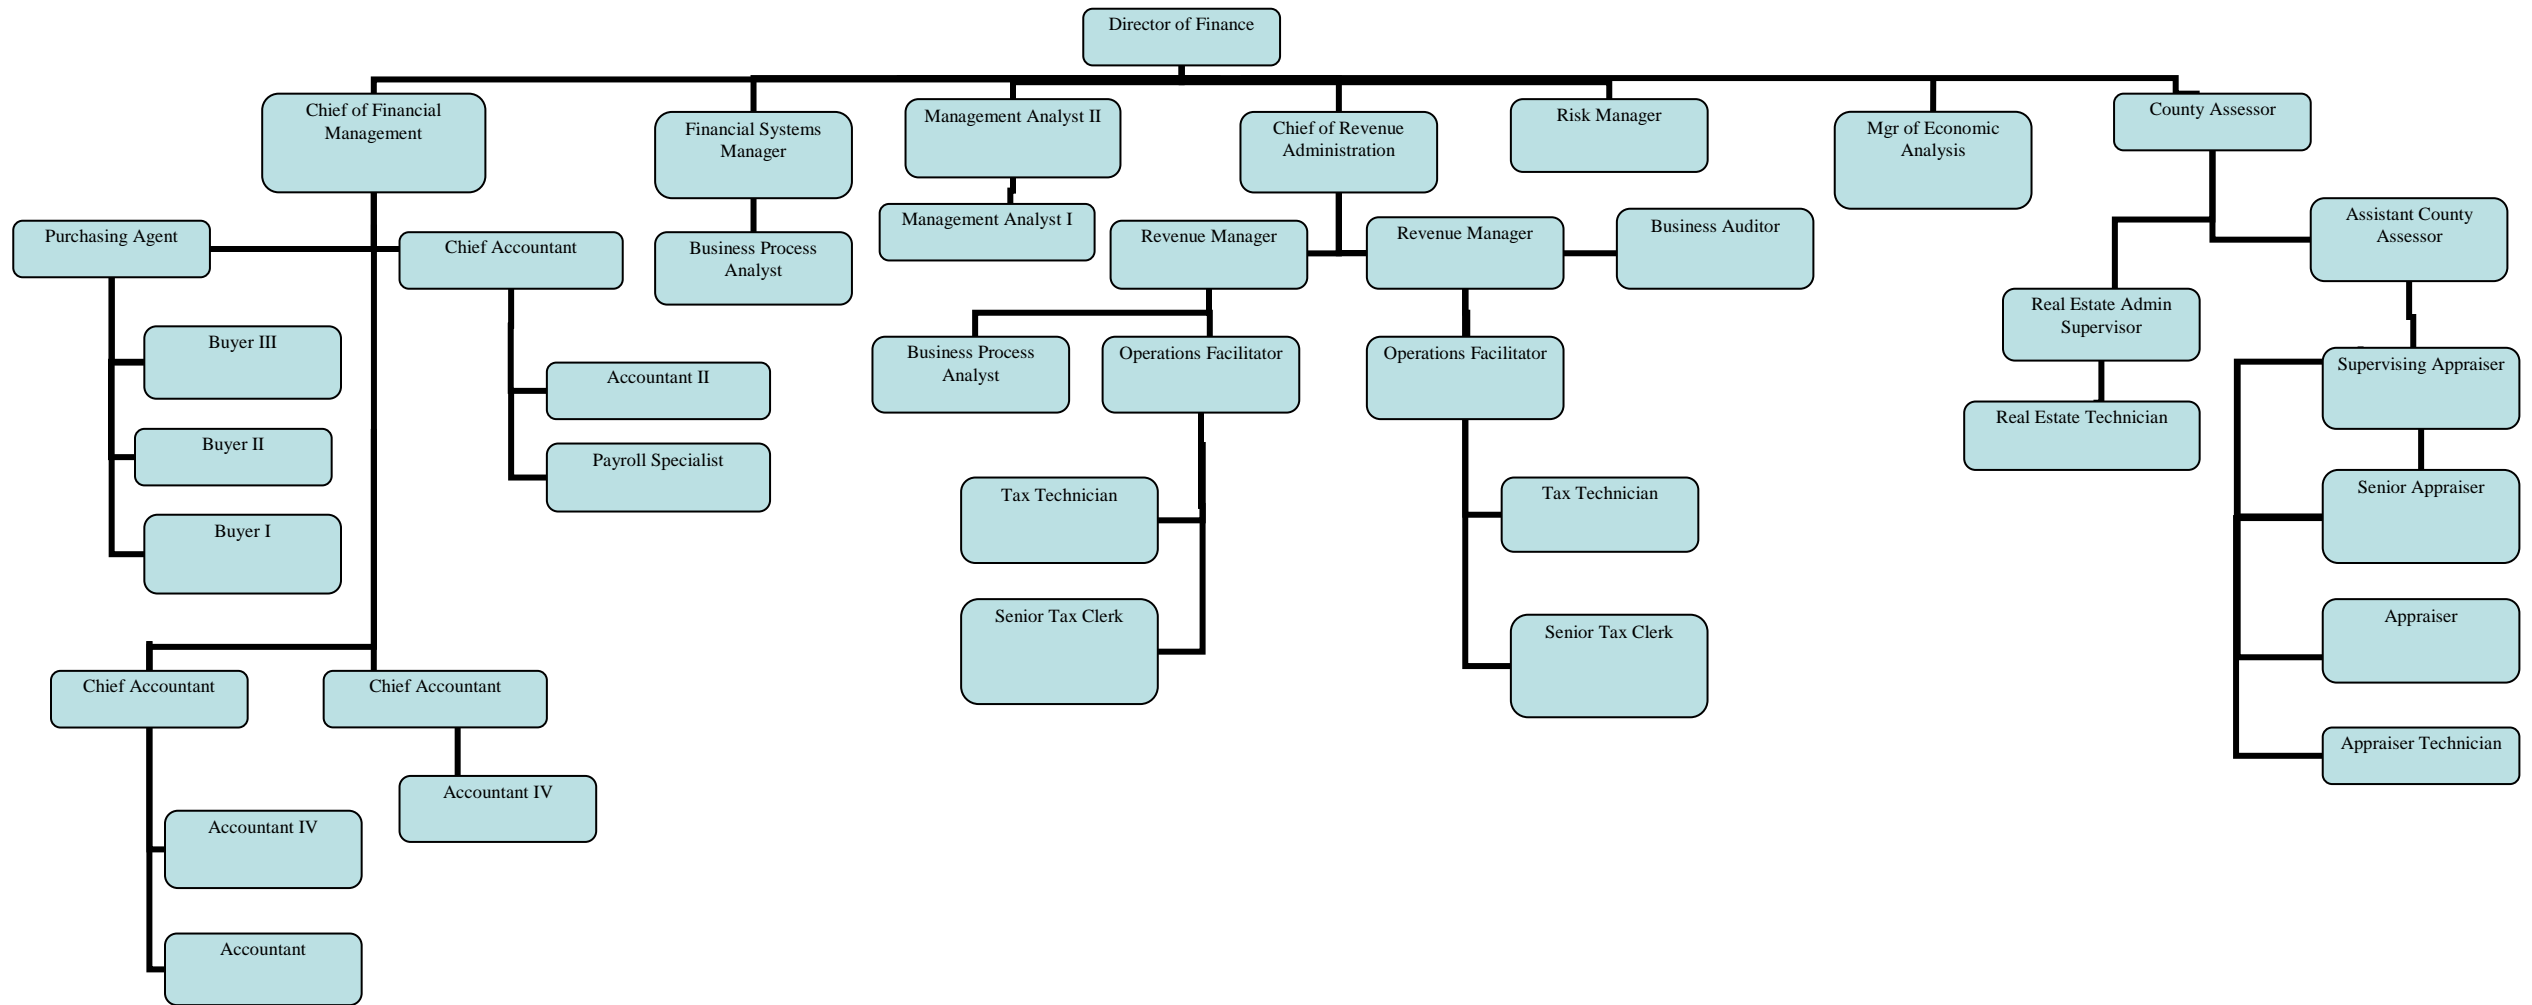 Director of Finance
Chief of Financial
Management
Financial Systems
Manager
Management Analyst II
Chief of Revenue
Administration
Risk Manager
Mgr of Economic
Analysis
County Assessor
Purchasing Agent
Chief Accountant
Business Process
Analyst
Management Analyst I
Revenue Manager
Revenue Manager
Business Auditor
Assistant County
Assessor
Buyer III
Buyer II
Buyer I
Accountant II
Payroll Specialist
Business Process
Analyst
Operations Facilitator
Operations Facilitator
Real Estate Admin
Supervisor
Real Estate Technician
Supervising Appraiser
Senior Appraiser
Appraiser
Appraiser Technician
Tax Technician
Senior Tax Clerk
Tax Technician
Senior Tax Clerk
Chief Accountant
Chief Accountant
Accountant IV
Accountant IV
Accountant